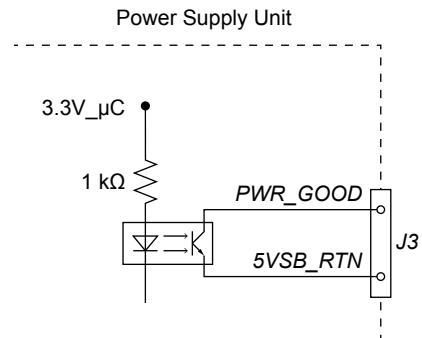 Power Supply Unit
3.3V_µC
1 kΩ
PWR_GOOD
J3
5VSB_RTN